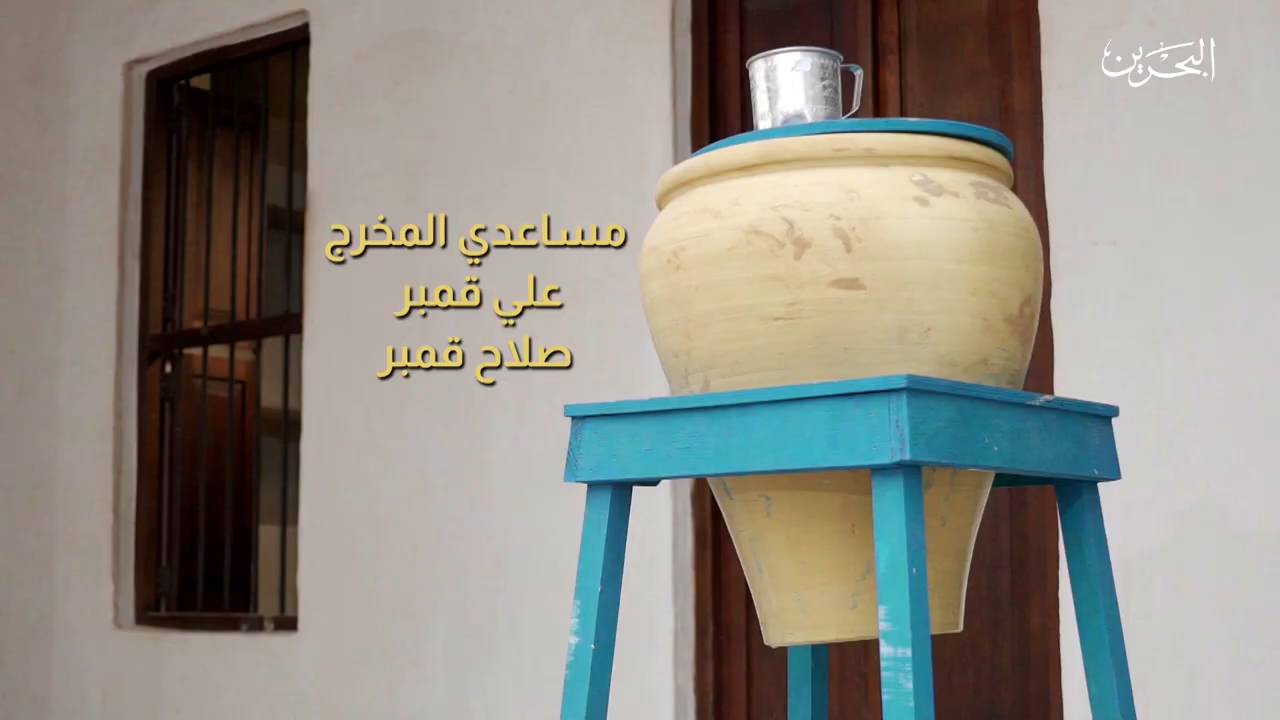 البحرين
مساعدي المخرج
علي قمبر
صلاح قمبر